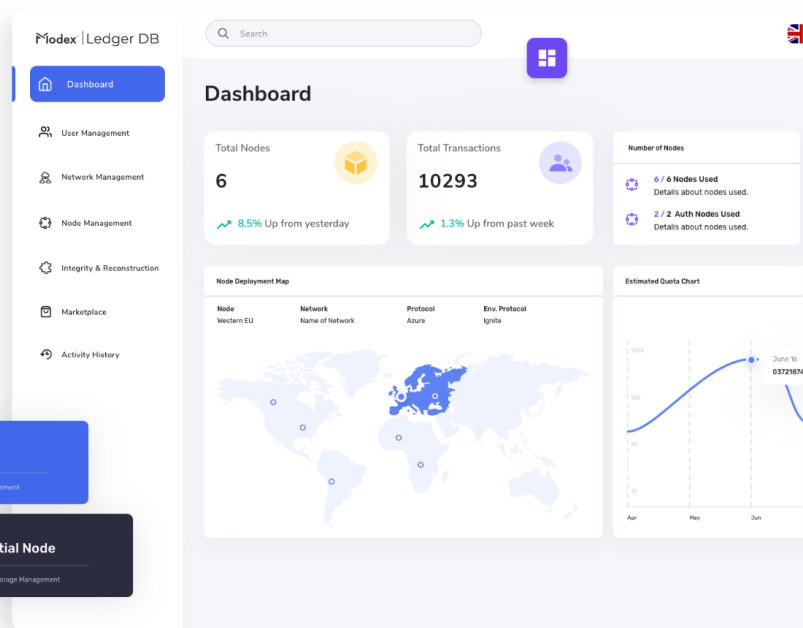 Modex | Ledger DB
Search
Dashboard
User Management
Network Management
Node Management
Integrity & Reconstruction
Marketplace
Activity History
Dashboard
Total Nodes
6
8.5% Up from yesterday
Total Transactions
10293
1.3% Up from past week
Number of Nodes
6 / 6 Nodes Used
Details about nodes used.
2 / 2 Auth Nodes Used
Details about nodes used.
Node Deployment Map
Node Network Protocol Env. Protocol
Western EU Name of Network Azure Ignite
Estimated Quota Chart
1000
100
50
10
June 16
03721874
Apr May Jun
ement
tial Node
orage Management